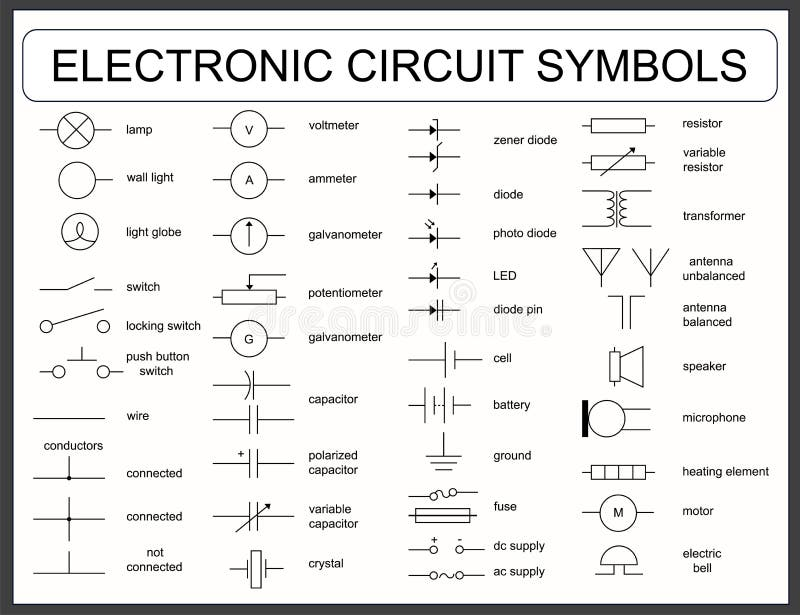 ELECTRONIC CIRCUIT SYMBOLS
lamp
wall light
light globe
switch
locking switch
push button
switch
wire
conductors
connected
connected
not
connected
V
voltmeter
A
ammeter
galvanometer
potentiometer
G
galvanometer
capacitor
+
polarized
capacitor
variable
capacitor
crystal
zener diode
diode
photo diode
LED
diode pin
cell
battery
ground
fuse
+ -
dc supply
ac supply
resistor
variable
resistor
transformer
antenna
unbalanced
antenna
balanced
speaker
microphone
heating element
M
motor
electric
bell
dreamstime.com